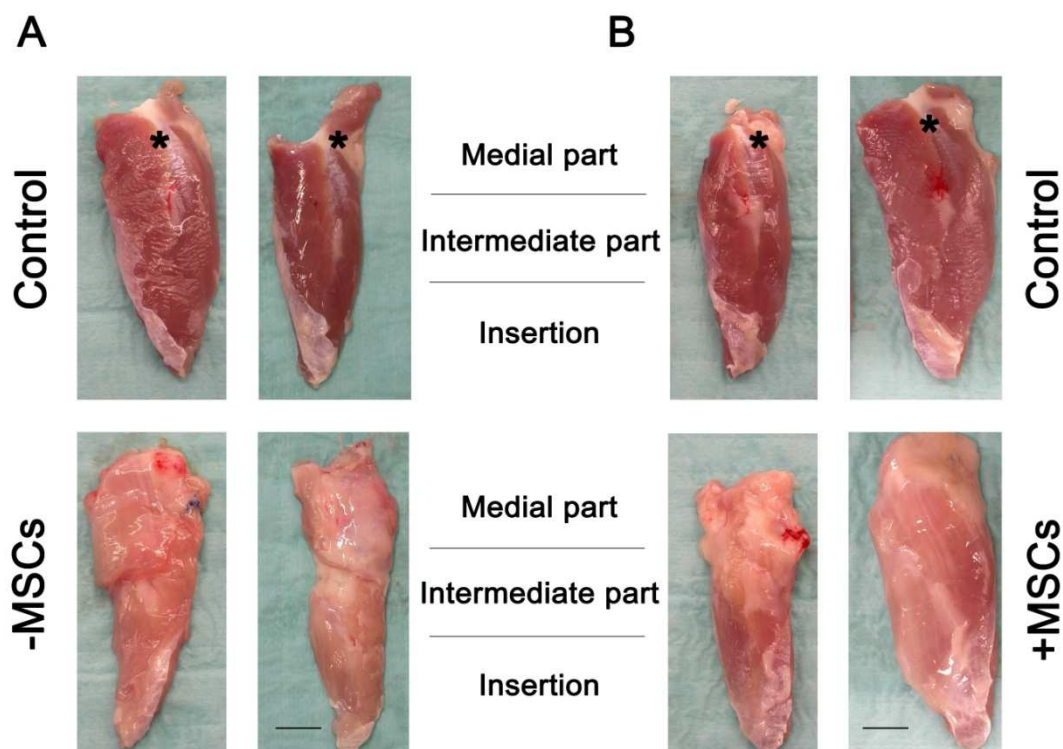 A
B
Control
*
*
Medial part
Intermediate part
Insertion
*
*
Control
-MSCs
Medial part
Intermediate part
Insertion
+MSCs